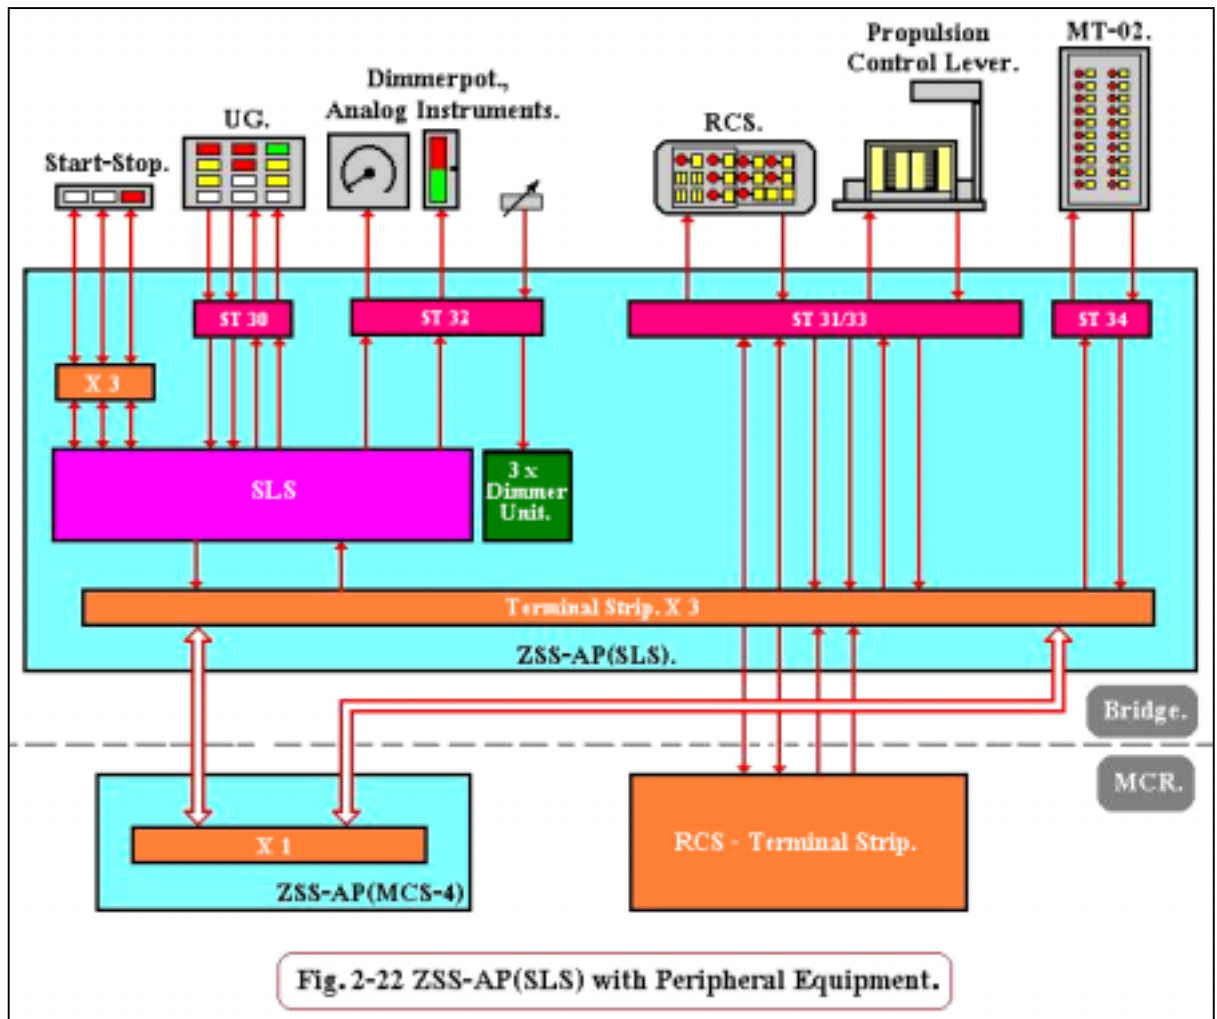 MT-02.
Propulsion
Control Lever.
Dimmerpot.,
Analog Instruments.
UG.
RCS.
Start-Stop.
ST 30
ST 32
ST 31/33
ST 34
X 3
SLS
3 x
Dimmer
Unit.
Terminal Strip. X 3
ZSS-AP(SLS).
Bridge.
MCR.
RCS - Terminal Strip.
X 1
ZSS-AP(MCS-4)
Fig. 2-22 ZSS-AP(SLS) with Peripheral Equipment.